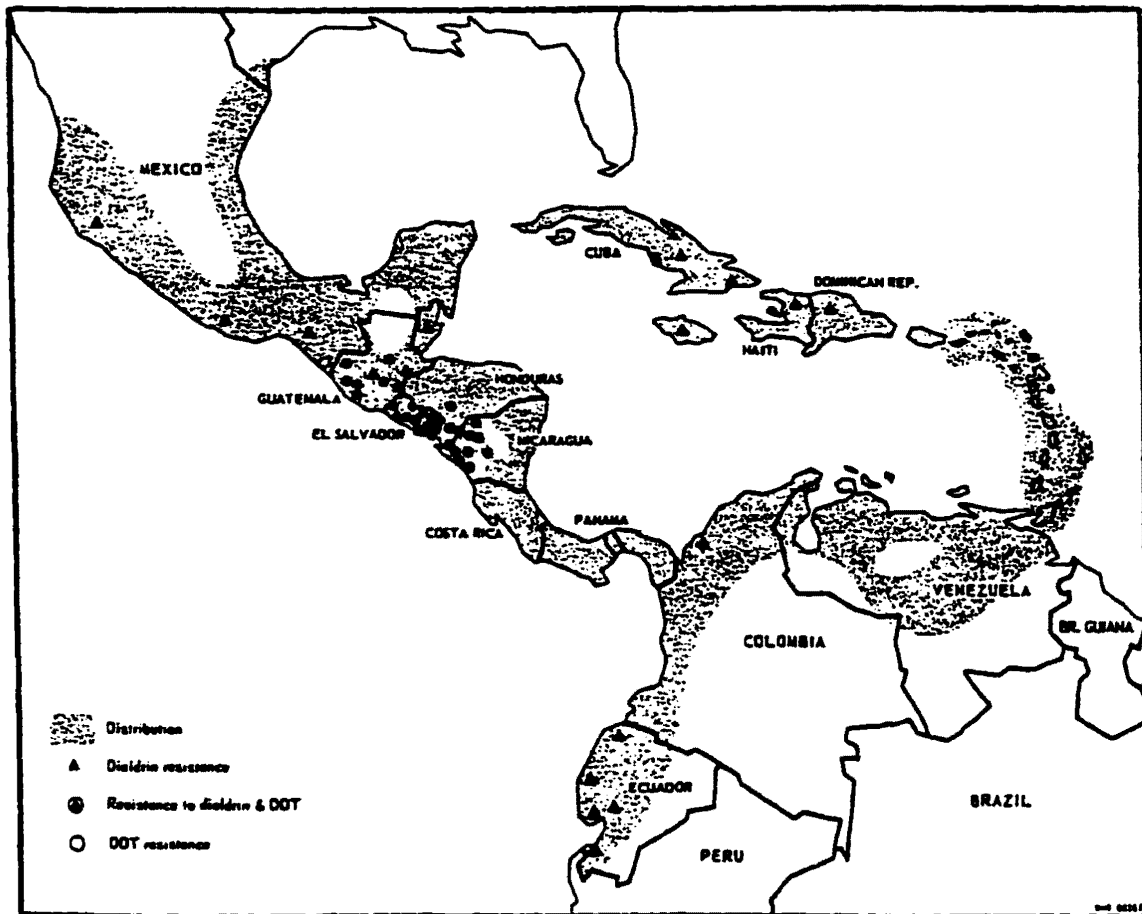 MEXICO
CUBA
DOMINICAN REP.
HAITI
HONDURAS
GUATEMALA
EL SALVADOR
NICARAGUA
PANAMA
COSTA RICA
VENEZUELA
COLOMBIA
BR. GUIANA
Distribution
Dieldrin resistance
ECUADOR
Resistance to dieldrin & DDT
BRAZIL
DDT resistance
PERU